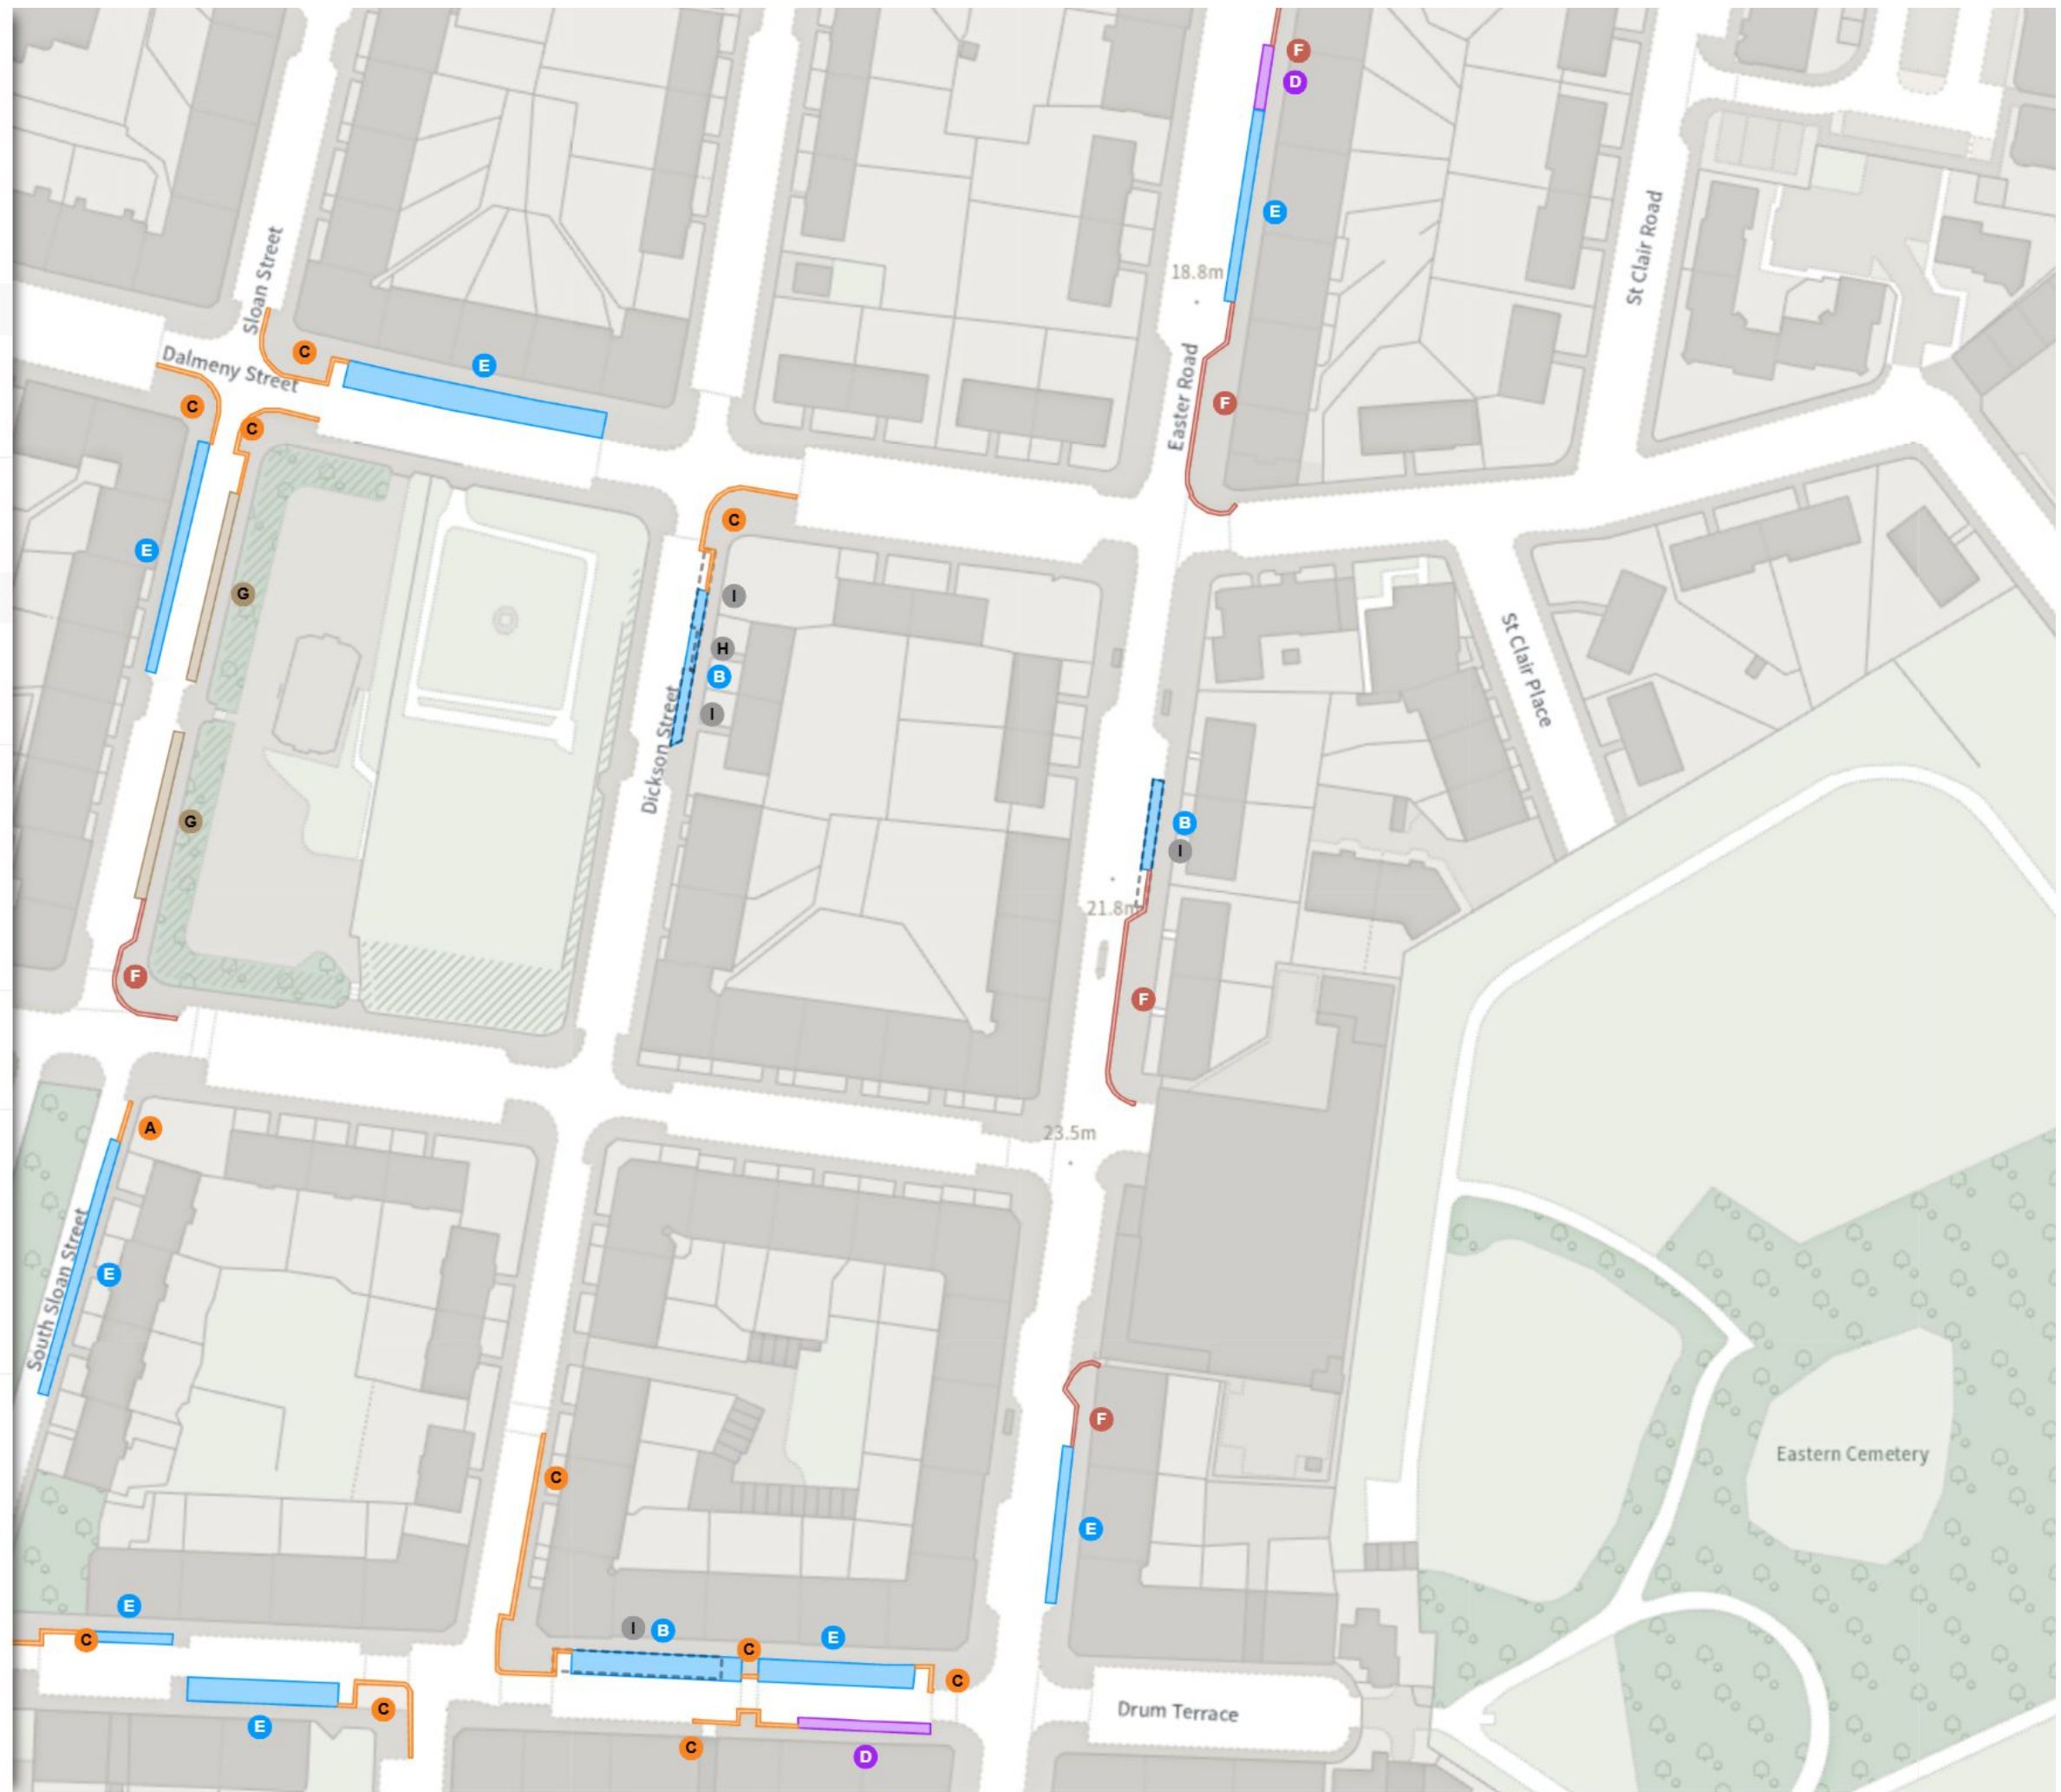 F
D
E
Sloan Street
St Clair Road
18.8m
Easter Road
Dalmeny Street
C
E
C
C
F
C
E
G
I
H
B
I
St Clair Place
Dickson Street
G
B
I
21.8m
F
F
A
23.5m
South Sloan Street
E
F
Eastern Cemetery
C
E
E
C
I
B
C
E
C
C
E
C
D
Drum Terrace